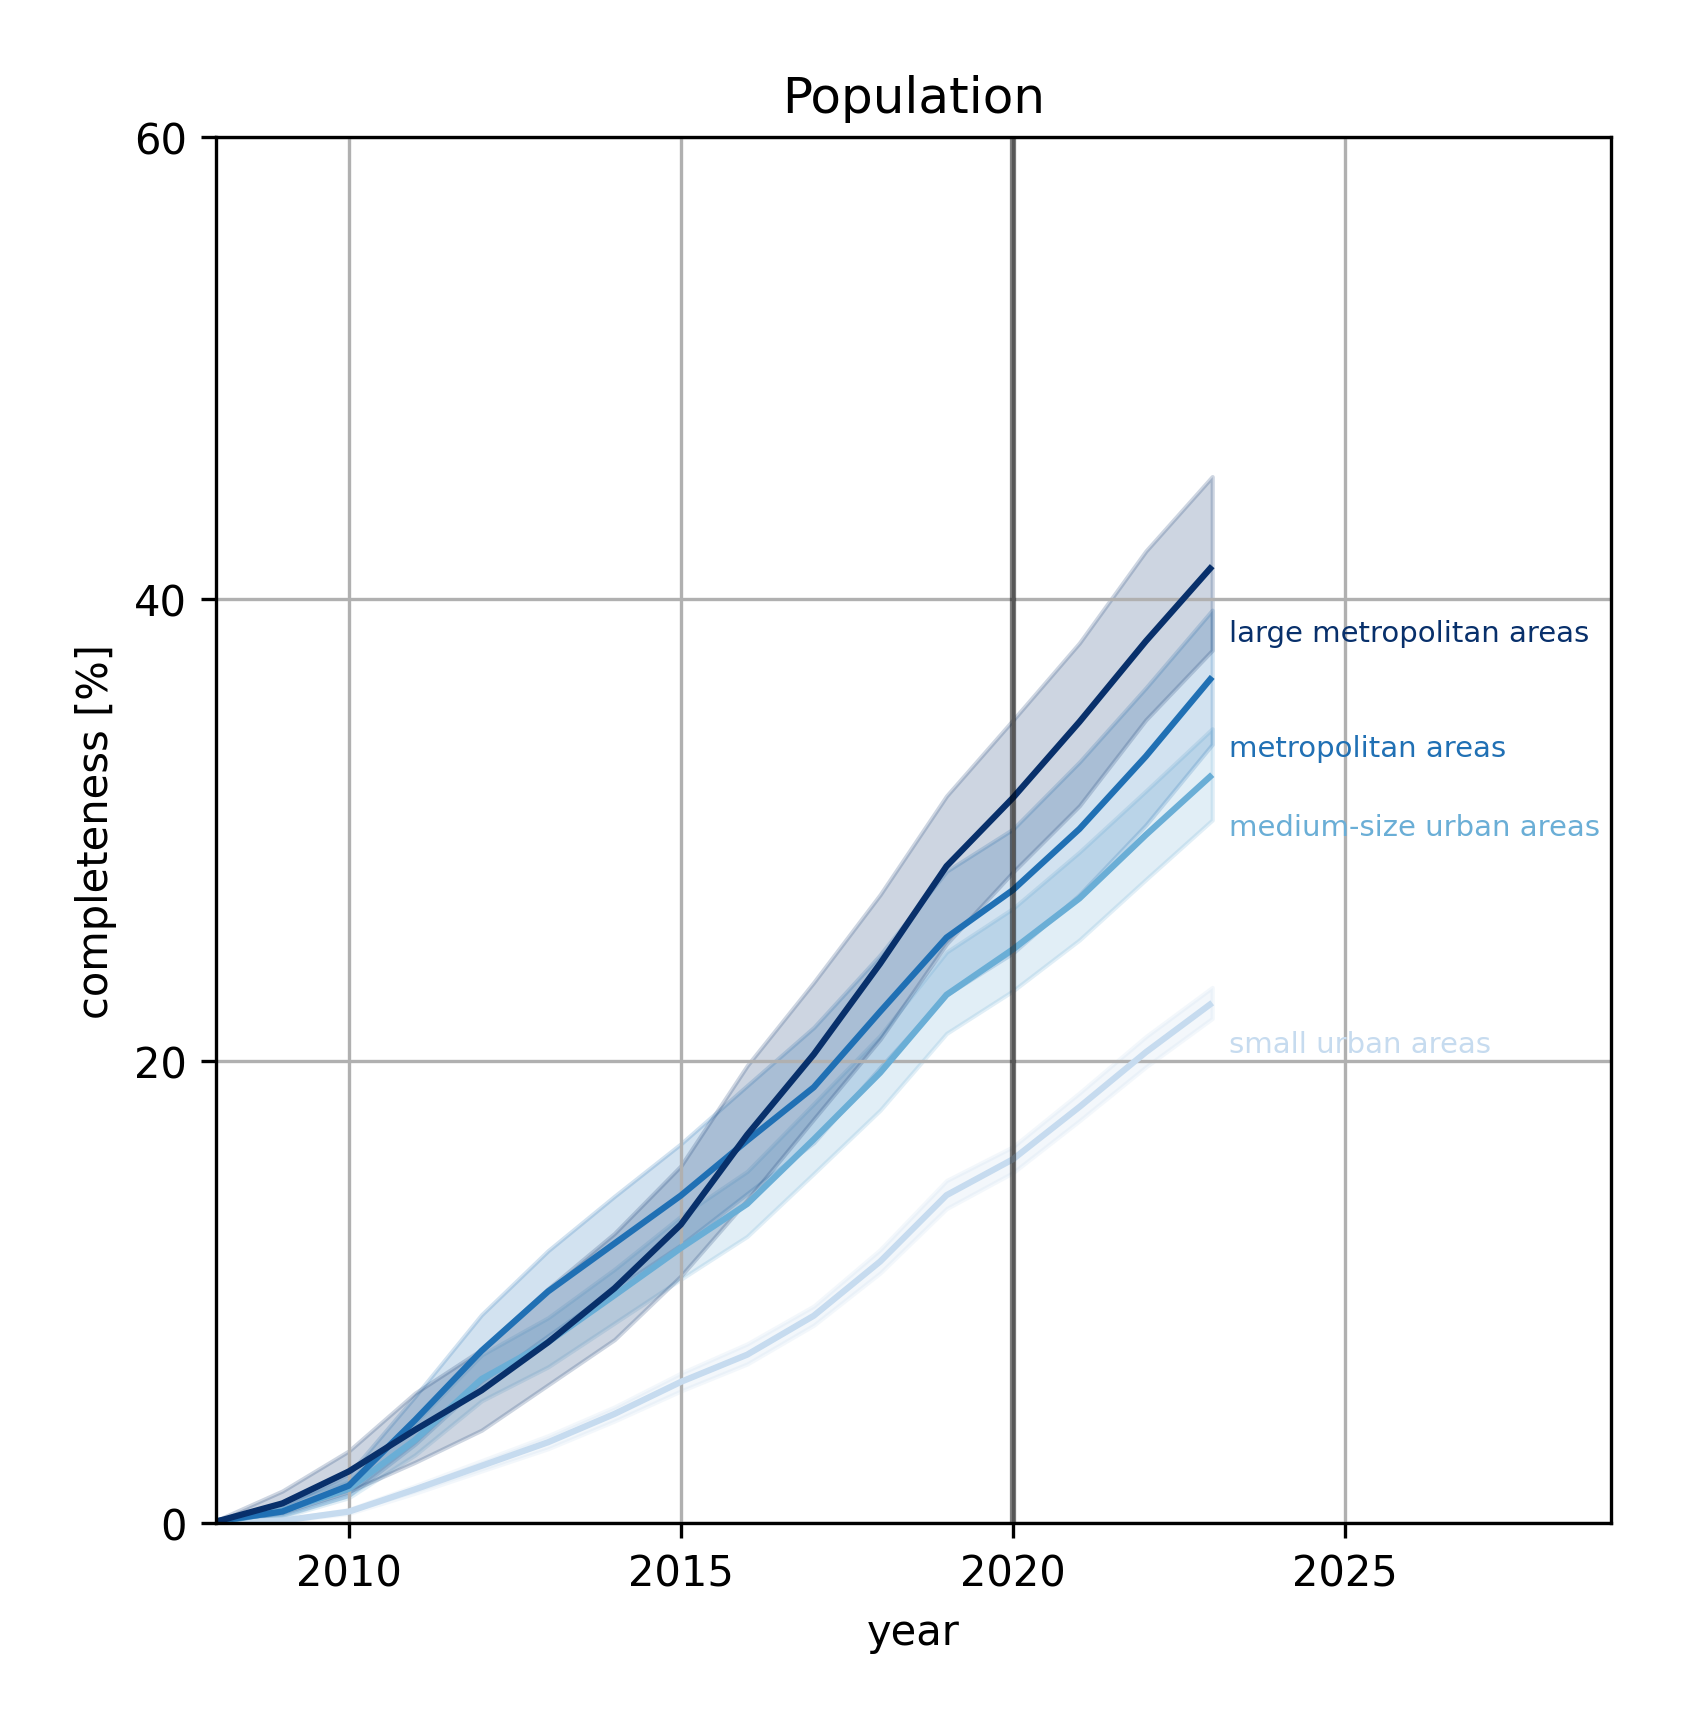 Population
60
40
20
0
completeness [%]
large metropolitan areas
metropolitan areas
medium-size urban areas
small urban areas
2010
2015
2020
2025
year